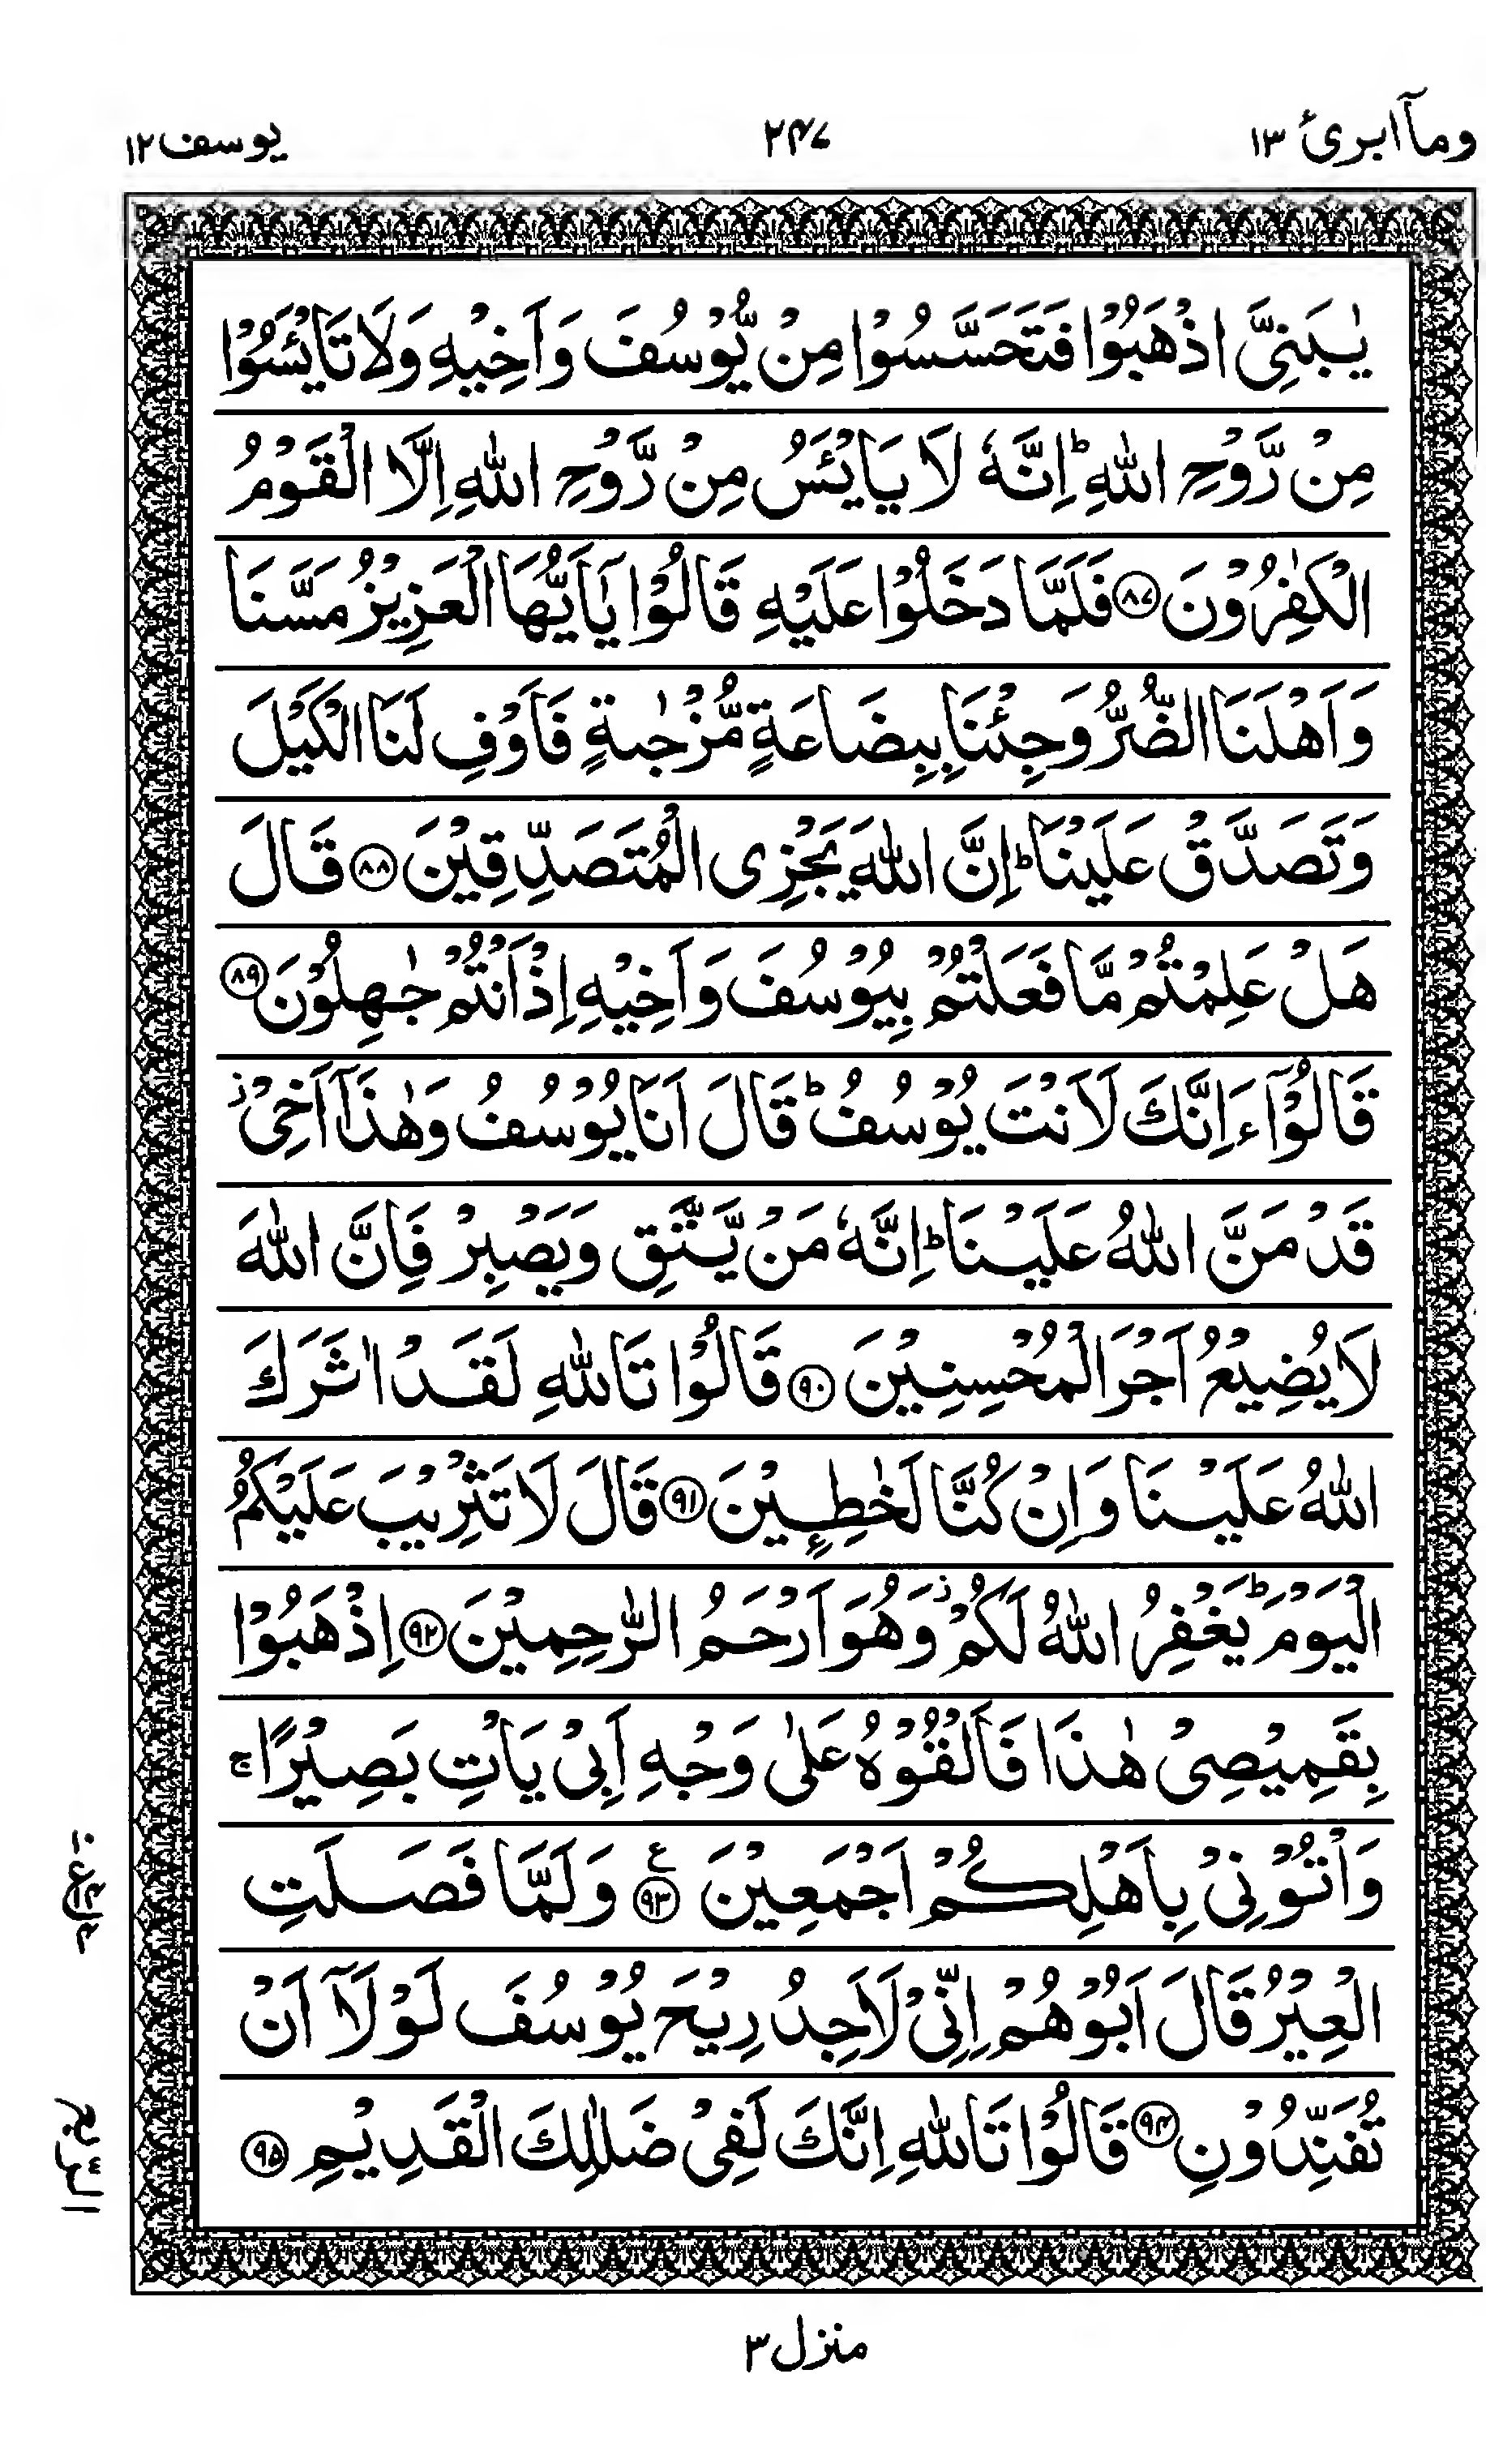 ومآ ابرئ ١٣
٢٤٧
يوسف ١٢
يٰبَنِيَّ اذْهَبُوْا فَتَحَسَّسُوْا مِنْ يُّوْسُفَ وَاَخِيْهِ وَلَا تَايْـَٔسُوْا
مِنْ رَّوْحِ اللّٰهِ ؕ اِنَّهٗ لَا يَايْـَٔسُ مِنْ رَّوْحِ اللّٰهِ اِلَّا الْقَوْمُ
الْكٰفِرُوْنَ ﴿٨٧﴾ فَلَمَّا دَخَلُوْا عَلَيْهِ قَالُوْا يٰۤاَيُّهَا الْعَزِيْزُ مَسَّنَا
وَاَهْلَنَا الضُّرُّ وَجِئْنَا بِبِضَاعَةٍ مُّزْجٰىةٍ فَاَوْفِ لَنَا الْكَيْلَ
وَتَصَدَّقْ عَلَيْنَا ؕ اِنَّ اللّٰهَ يَجْزِى الْمُتَصَدِّقِيْنَ ﴿٨٨﴾ قَالَ
هَلْ عَلِمْتُمْ مَّا فَعَلْتُمْ بِيُوْسُفَ وَاَخِيْهِ اِذْ اَنْتُمْ جٰهِلُوْنَ ﴿٨٩﴾
قَالُوْۤا ءَاِنَّكَ لَاَنْتَ يُوْسُفُ ؕ قَالَ اَنَا يُوْسُفُ وَهٰذَاۤ اَخِيْ ۫
قَدْ مَنَّ اللّٰهُ عَلَيْنَا ؕ اِنَّهٗ مَنْ يَّتَّقِ وَيَصْبِرْ فَاِنَّ اللّٰهَ
لَا يُضِيْعُ اَجْرَ الْمُحْسِنِيْنَ ﴿٩٠﴾ قَالُوْا تَاللّٰهِ لَقَدْ اٰثَرَكَ
اللّٰهُ عَلَيْنَا وَاِنْ كُنَّا لَخٰطِـِٕيْنَ ﴿٩١﴾ قَالَ لَا تَثْرِيْبَ عَلَيْكُمُ
الْيَوْمَ ؕ يَغْفِرُ اللّٰهُ لَكُمْ ۫ وَهُوَ اَرْحَمُ الرّٰحِمِيْنَ ﴿٩٢﴾ اِذْهَبُوْا
بِقَمِيْصِيْ هٰذَا فَاَلْقُوْهُ عَلٰى وَجْهِ اَبِيْ يَاْتِ بَصِيْرًا ۚ
وَاْتُوْنِيْ بِاَهْلِكُمْ اَجْمَعِيْنَ ﴿٩٣﴾ ع وَلَمَّا فَصَلَتِ
الْعِيْرُ قَالَ اَبُوْهُمْ اِنِّيْ لَاَجِدُ رِيْحَ يُوْسُفَ لَوْلَاۤ اَنْ
تُفَنِّدُوْنِ ﴿٩٤﴾ قَالُوْا تَاللّٰهِ اِنَّكَ لَفِيْ ضَلٰلِكَ الْقَدِيْمِ ﴿٩٥﴾
الربع
منزل ٣